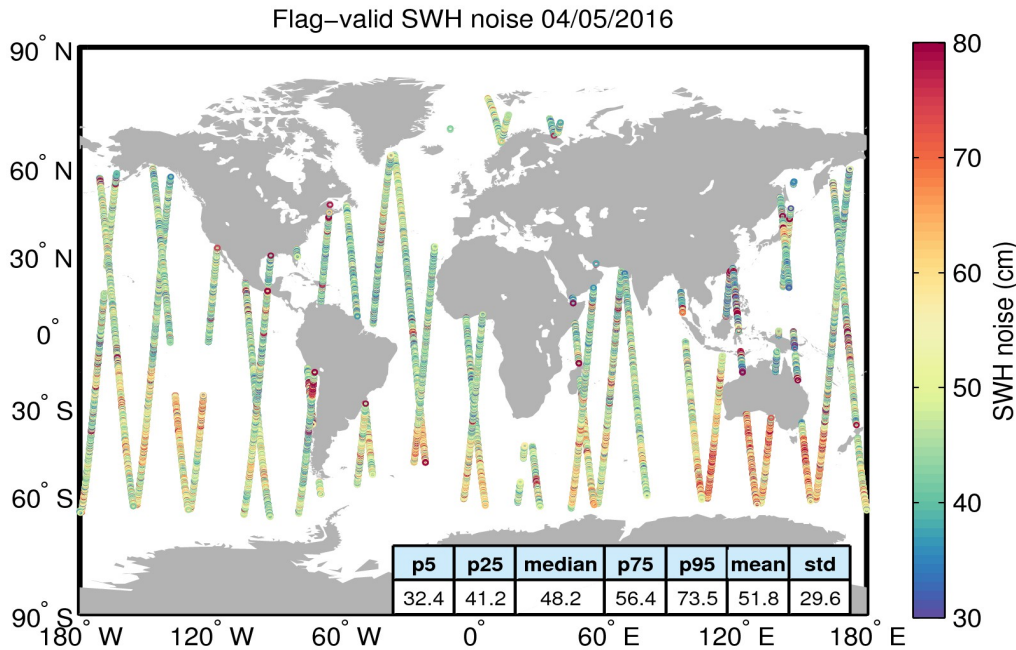 Flag−valid SWH noise 04/05/2016
90° N
60° N
30° N
0°
30° S
60° S
90° S
180° W
120° W
60° W
0°
60° E
120° E
180° E
80
70
60
50
40
30
SWH noise (cm)
p5 p25 median p75 p95 mean std
32.4 41.2 48.2 56.4 73.5 51.8 29.6